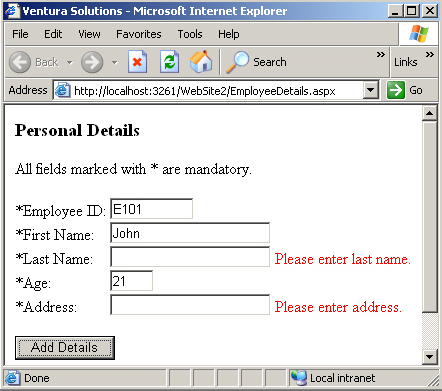 Ventura Solutions - Microsoft Internet Explorer
File Edit View Favorites Tools Help
Back Search Links
Address http://localhost:3261/WebSite2/EmployeeDetails.aspx Go
Personal Details
All fields marked with * are mandatory.
*Employee ID: E101
*First Name: John
*Last Name: Please enter last name.
*Age: 21
*Address: Please enter address.
Add Details
Done Local intranet